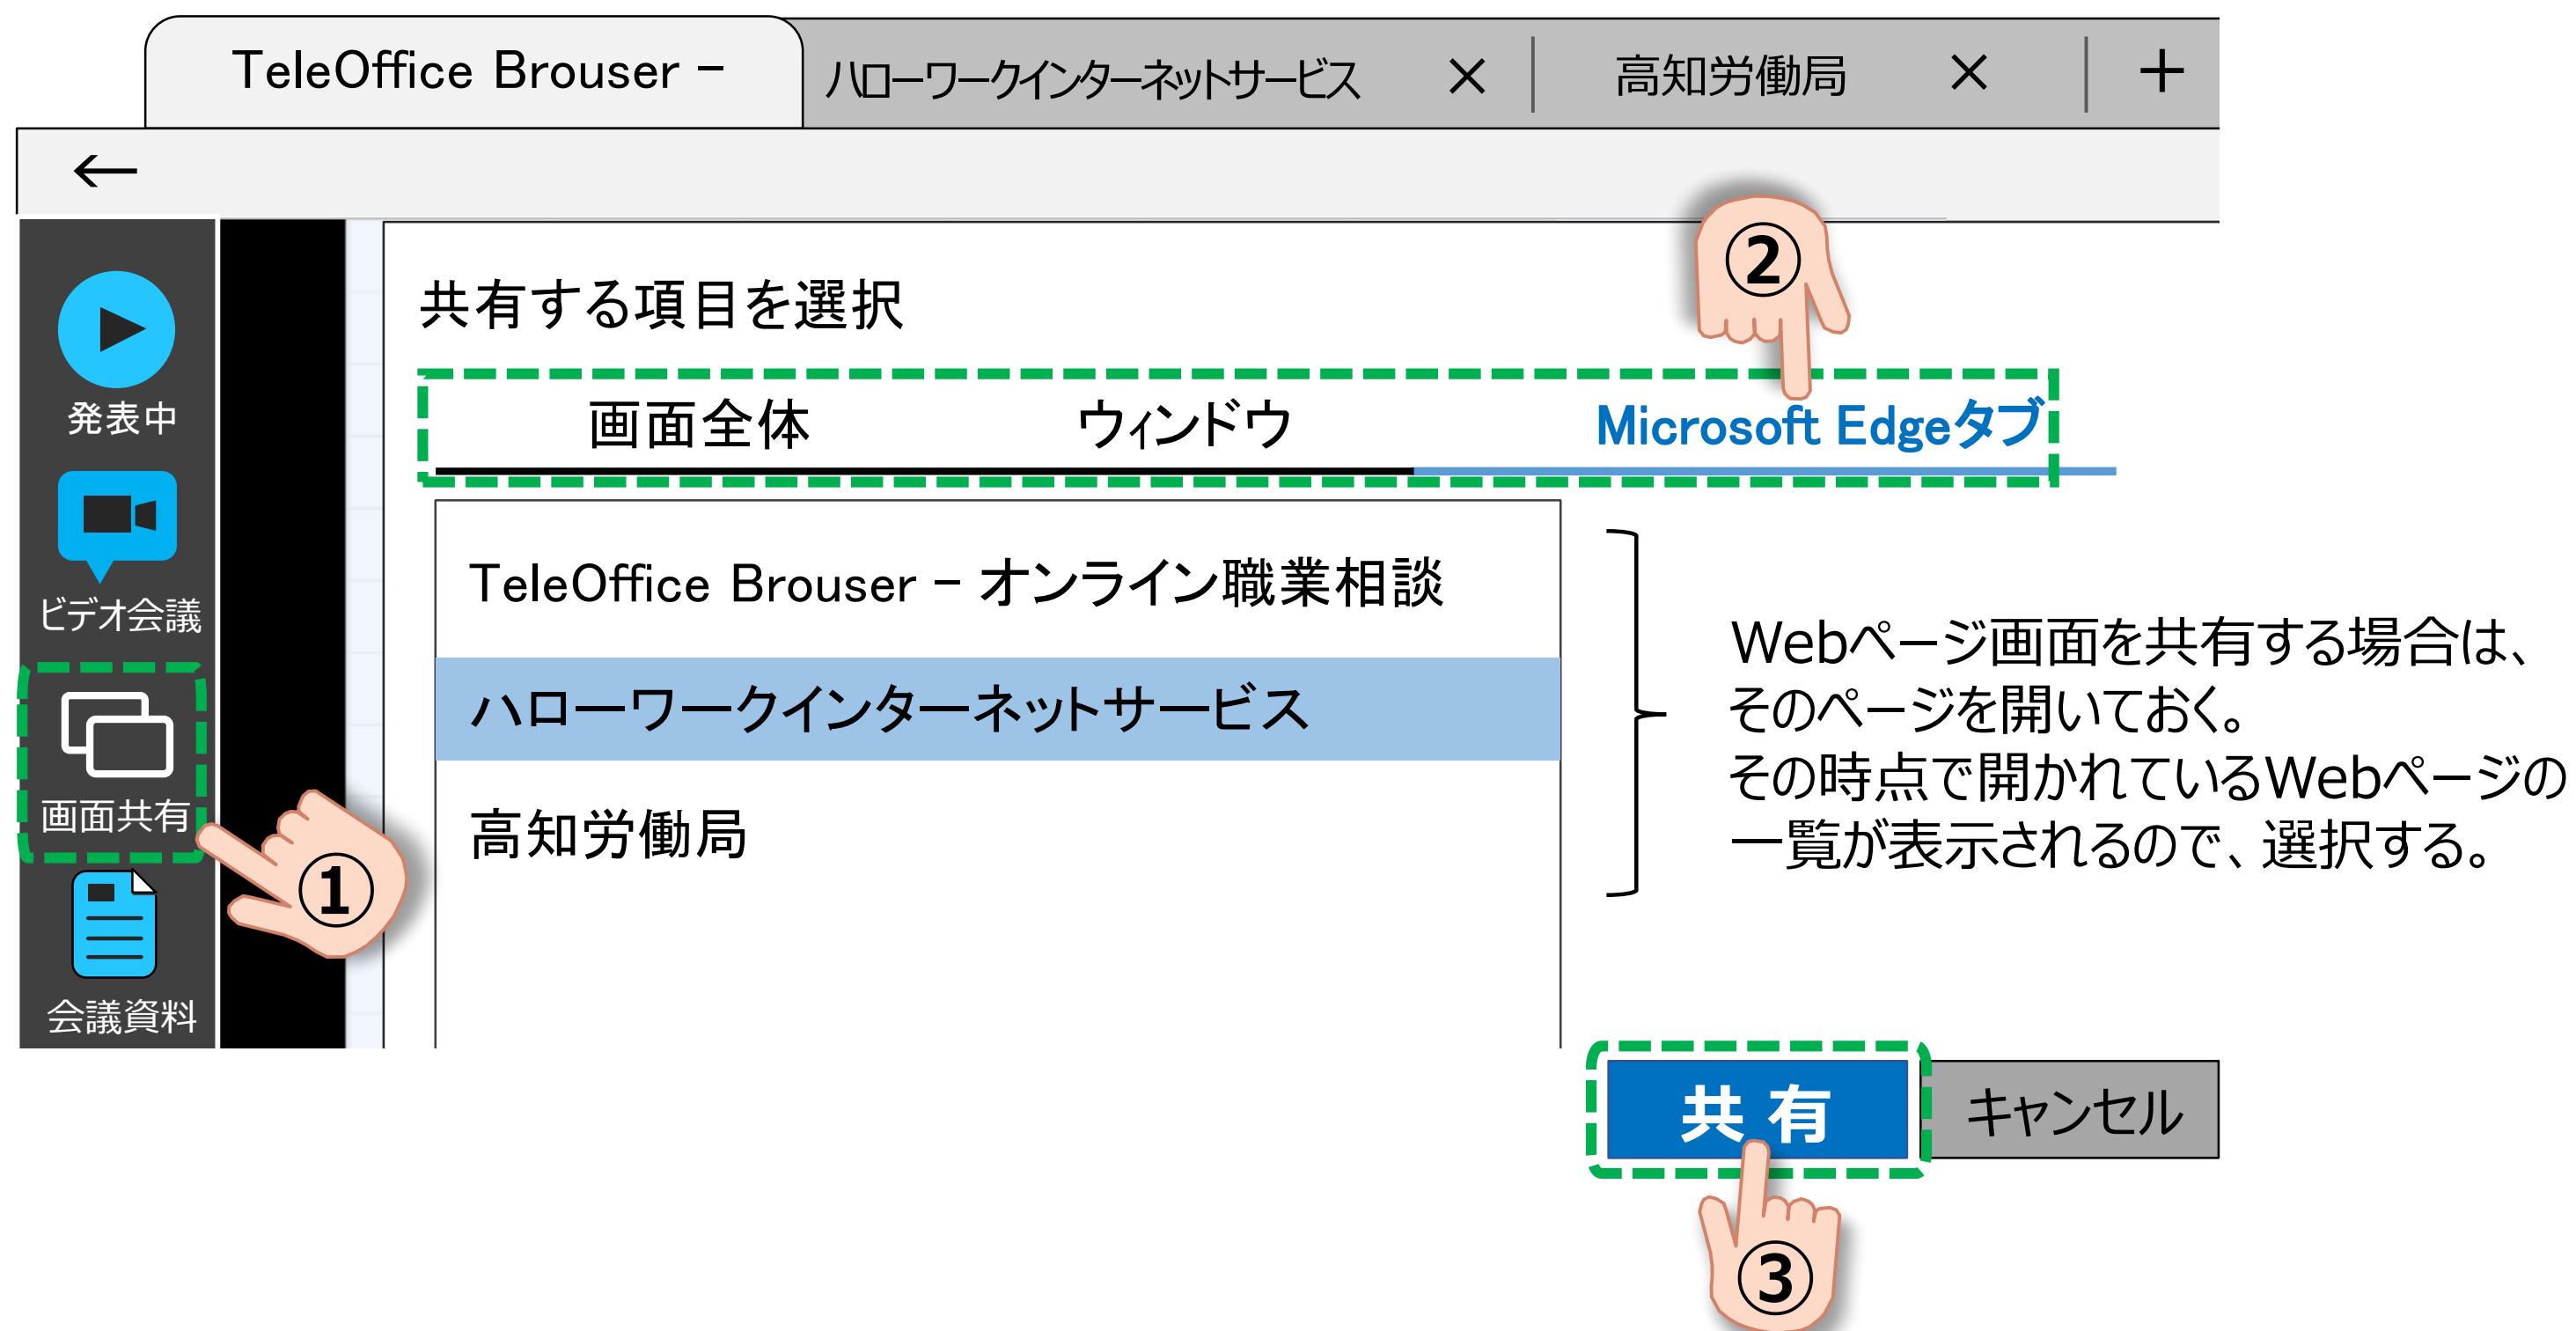 TeleOffice Brouser －
ハローワークインターネットサービス ×
高知労働局 ×
＋
←
発表中
ビデオ会議
画面共有
会議資料
①
②
共有する項目を選択
画面全体 ウィンドウ Microsoft Edgeタブ
TeleOffice Brouser － オンライン職業相談
ハローワークインターネットサービス
高知労働局
Webページ画面を共有する場合は、
そのページを開いておく。
その時点で開かれているWebページの
一覧が表示されるので、選択する。
共 有
キャンセル
③